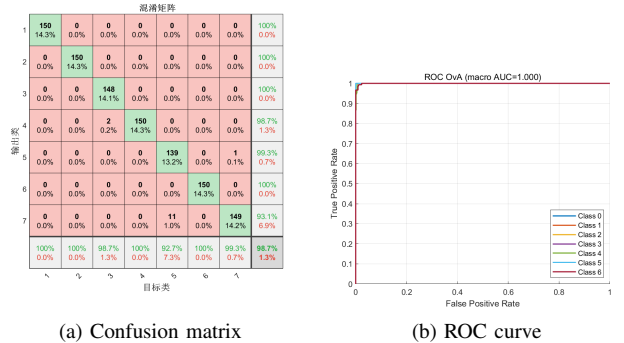 混淆矩阵
1 150 0 0 0 0 0 0 100%
14.3% 0.0% 0.0% 0.0% 0.0% 0.0% 0.0% 0.0%
2 0 150 0 0 0 0 0 100%
0.0% 14.3% 0.0% 0.0% 0.0% 0.0% 0.0% 0.0%
3 0 0 148 0 0 0 0 100%
0.0% 0.0% 14.1% 0.0% 0.0% 0.0% 0.0% 0.0%
4 0 0 2 150 0 0 0 98.7%
0.0% 0.0% 0.2% 14.3% 0.0% 0.0% 0.0% 1.3%
5 0 0 0 0 139 0 1 99.3%
0.0% 0.0% 0.0% 0.0% 13.2% 0.0% 0.1% 0.7%
6 0 0 0 0 0 150 0 100%
0.0% 0.0% 0.0% 0.0% 0.0% 14.3% 0.0% 0.0%
7 0 0 0 0 11 0 149 93.1%
0.0% 0.0% 0.0% 0.0% 1.0% 0.0% 14.2% 6.9%
100% 100% 98.7% 100% 92.7% 100% 99.3% 98.7%
0.0% 0.0% 1.3% 0.0% 7.3% 0.0% 0.7% 1.3%
1 2 3 4 5 6 7
目标类
输出类
(a) Confusion matrix
ROC OvA (macro AUC=1.000)
1
0.9
0.8
0.7
0.6
0.5
0.4
0.3
0.2
0.1
0
True Positive Rate
Class 0
Class 1
Class 2
Class 3
Class 4
Class 5
Class 6
0 0.2 0.4 0.6 0.8 1
False Positive Rate
(b) ROC curve